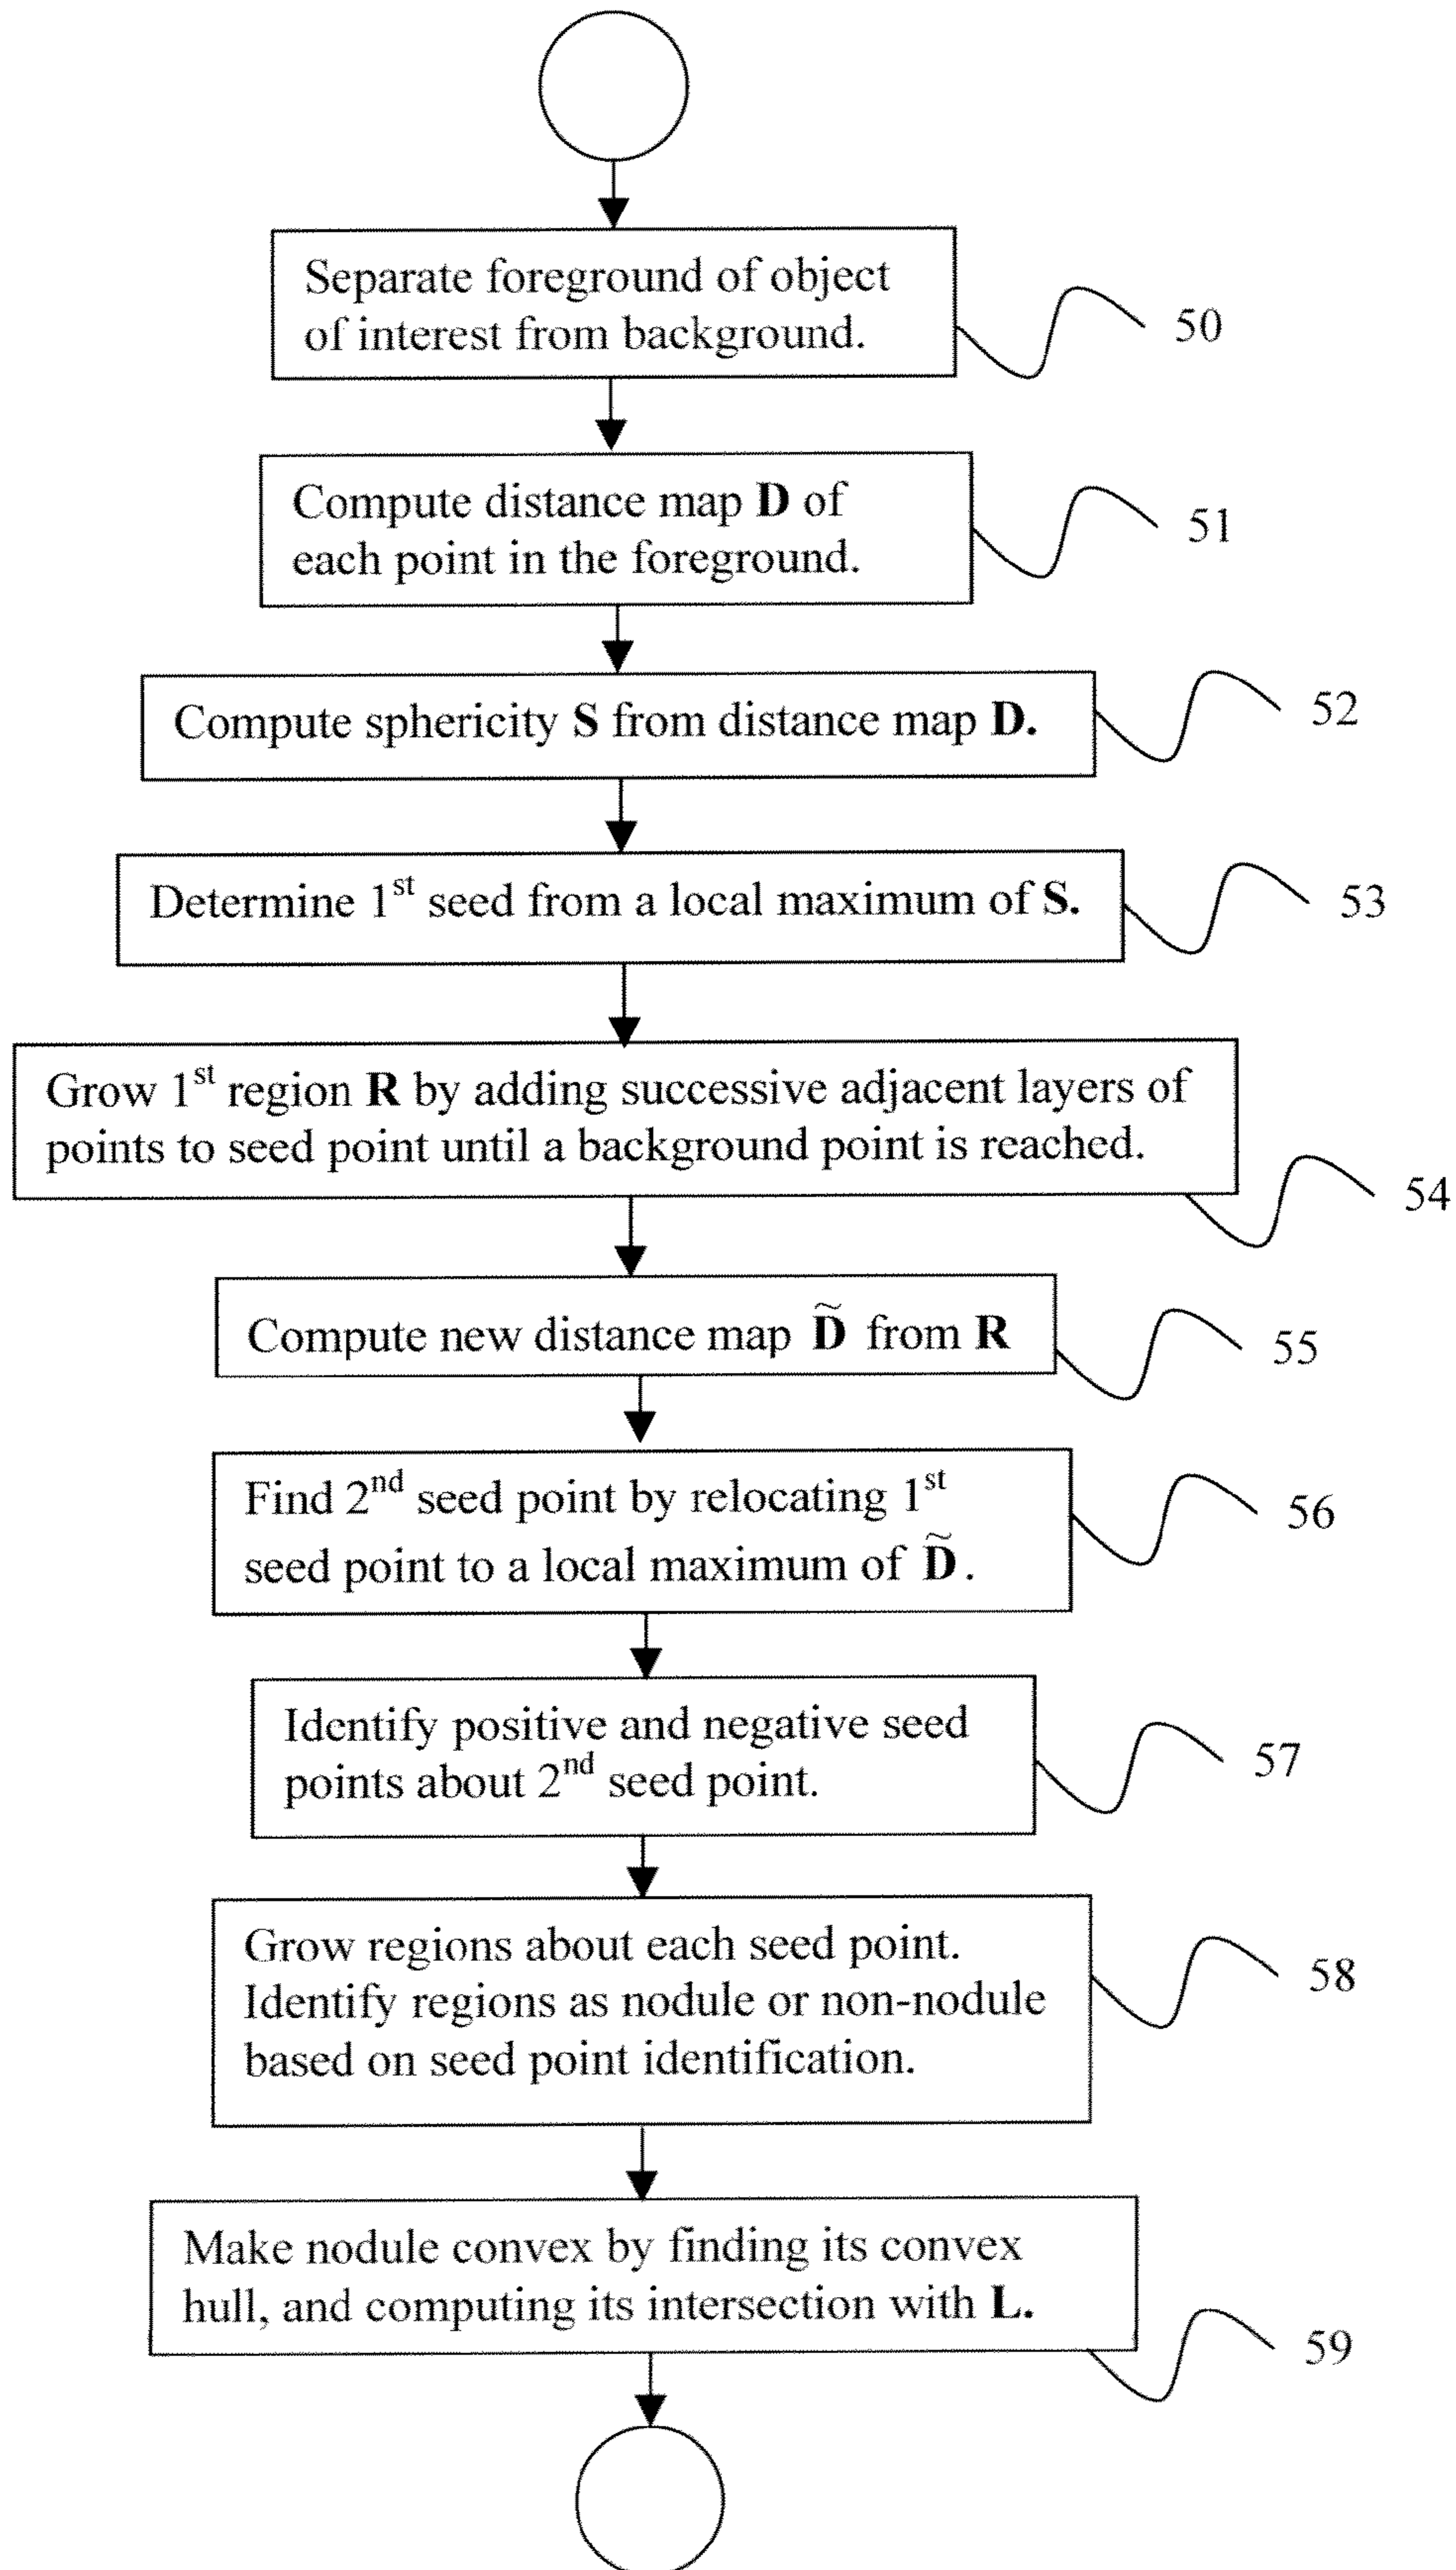 Separate foreground of object
of interest from background.
50
Compute distance map D of
each point in the foreground.
51
Compute sphericity S from distance map D.
52
Determine 1st seed from a local maximum of S.
53
Grow 1st region R by adding successive adjacent layers of
points to seed point until a background point is reached.
54
Compute new distance map D̃ from R
55
Find 2nd seed point by relocating 1st
seed point to a local maximum of D̃.
56
Identify positive and negative seed
points about 2nd seed point.
57
Grow regions about each seed point.
Identify regions as nodule or non-nodule
based on seed point identification.
58
Make nodule convex by finding its convex
hull, and computing its intersection with L.
59